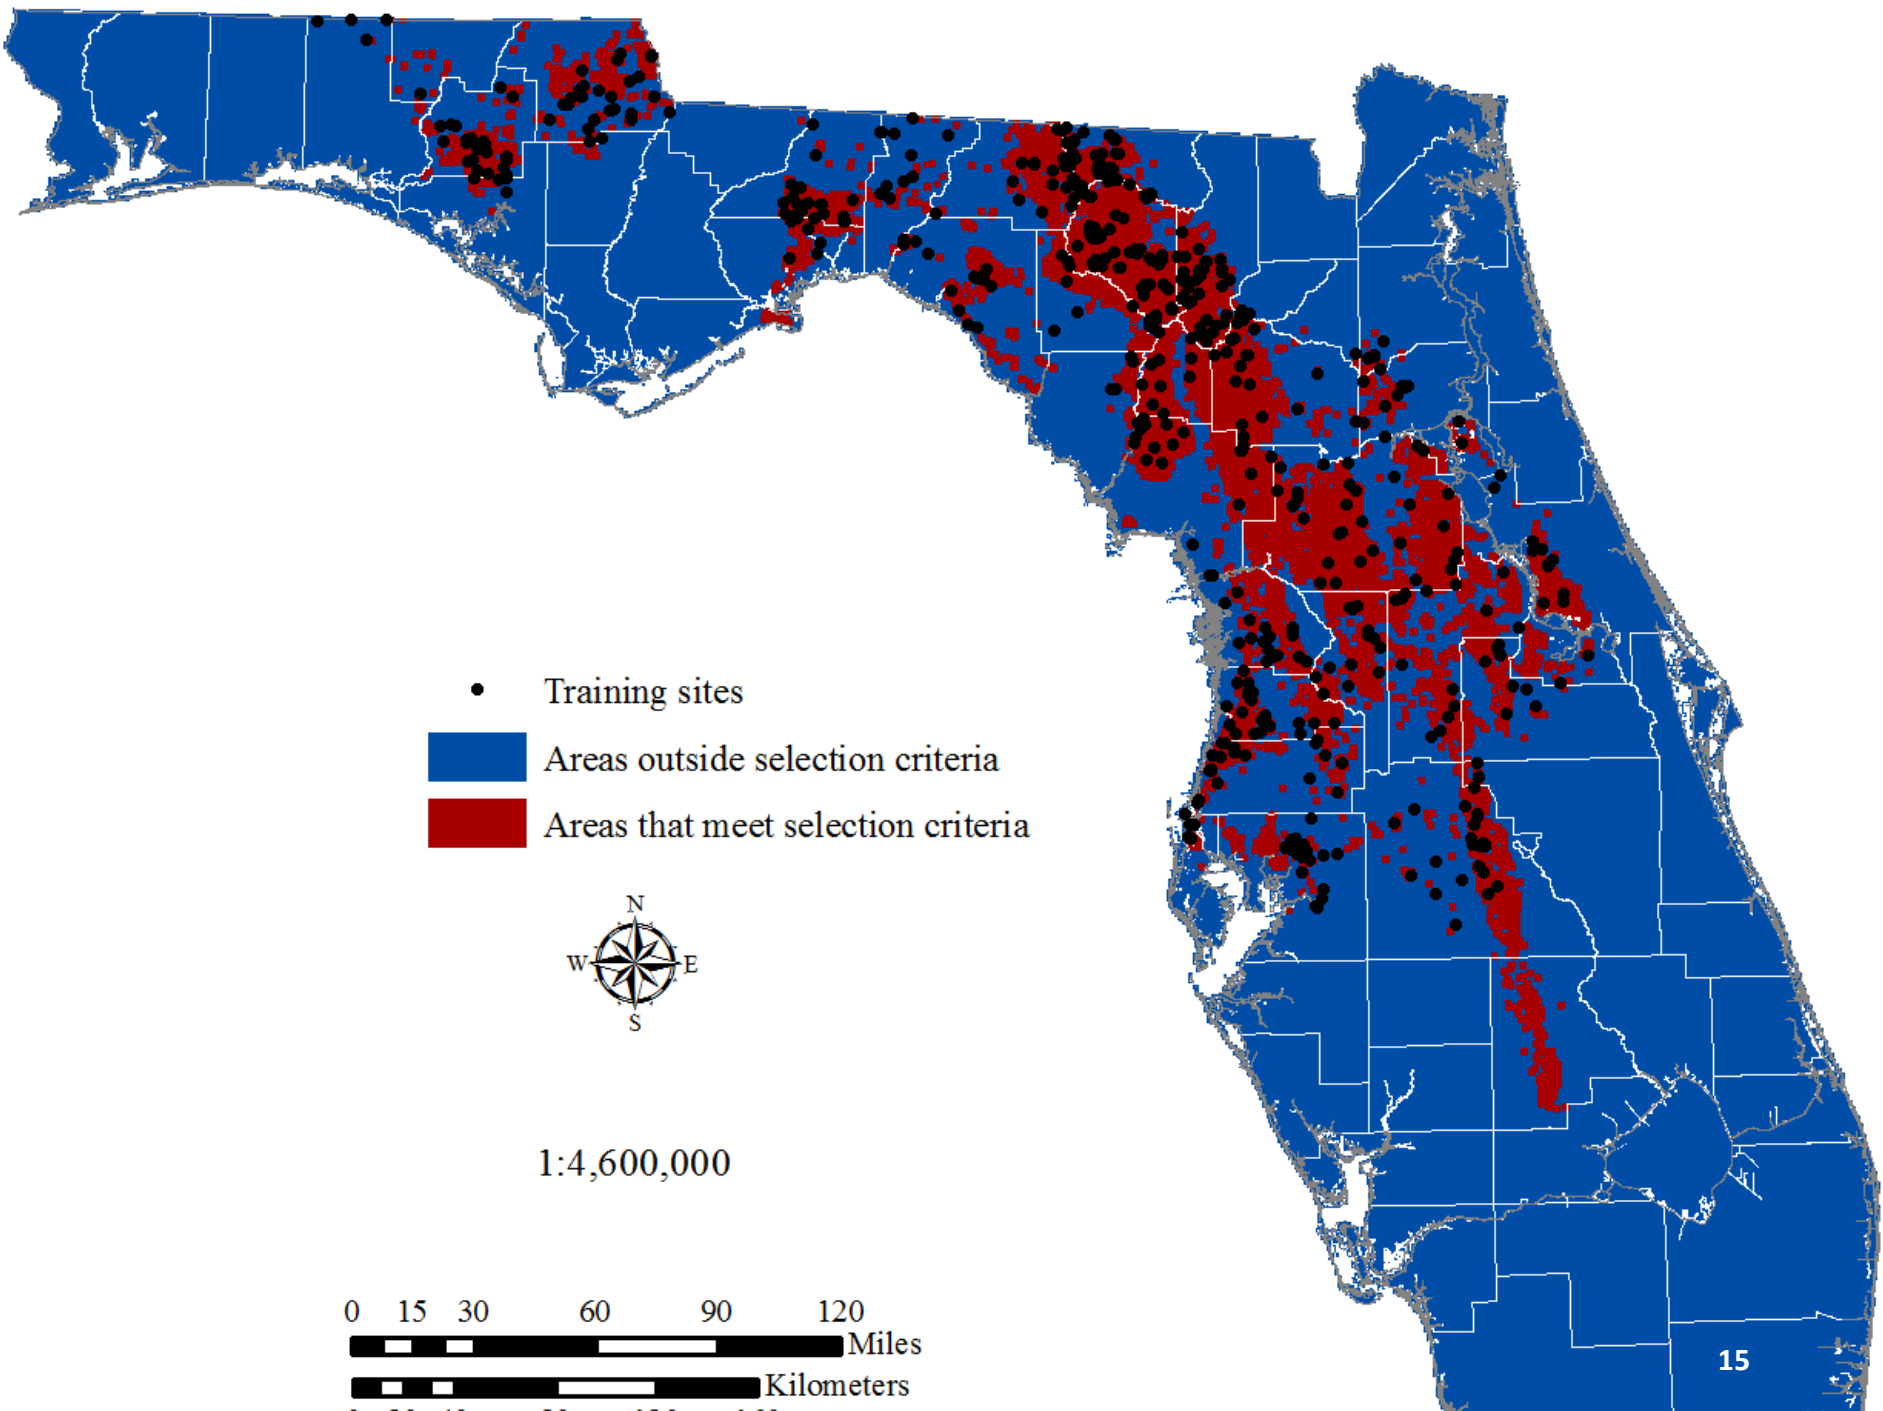 Training sites
Areas outside selection criteria
Areas that meet selection criteria
N
W E
S
1:4,600,000
0 15 30 60 90 120
Miles
Kilometers
15